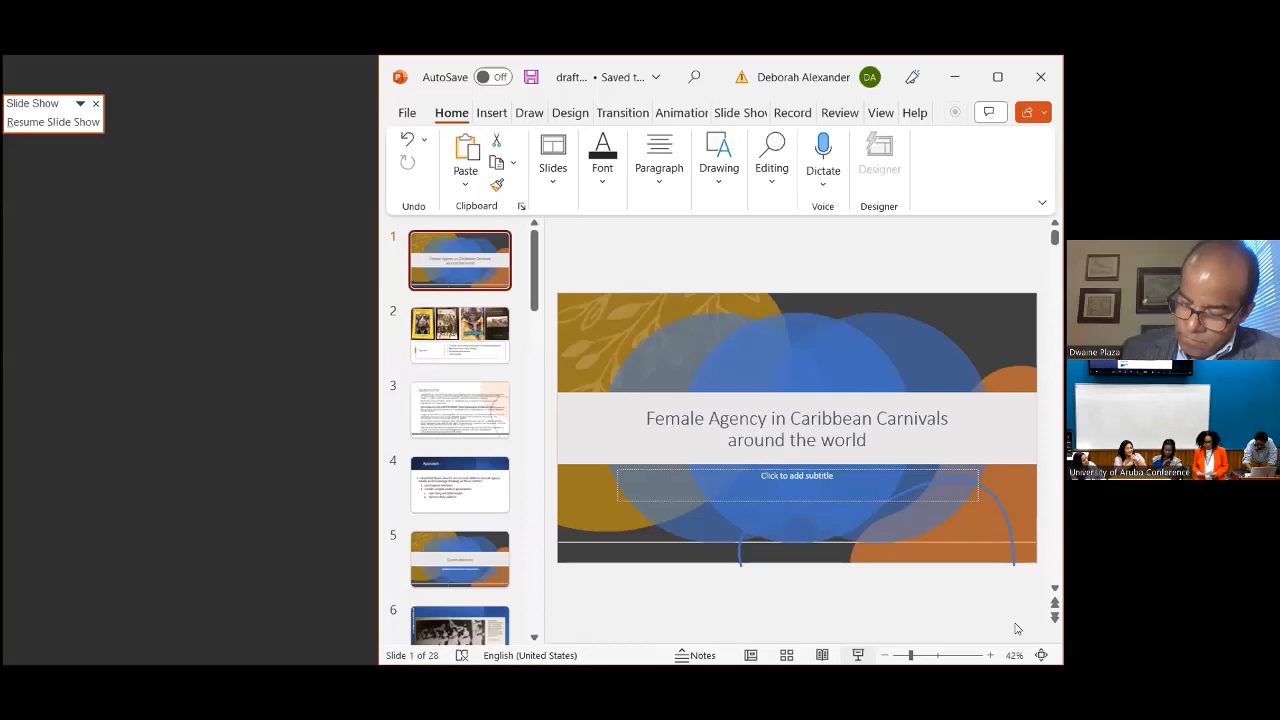 Slide Show
Resume Slide Show
AutoSave Off draft... • Saved t... Deborah Alexander DA
File Home Insert Draw Design Transition Animation Slide Show Record Review View Help
Undo
Paste
Clipboard
Slides
Font
Paragraph
Drawing
Editing
Dictate
Voice
Designer
Designer
1
2
3
4
Approach
5
6
Female Agency in Caribbean Carnivals
around the world
Click to add subtitle
Slide 1 of 28 English (United States) Notes 42%
Dwaine Plaza
University of Aruba Conference